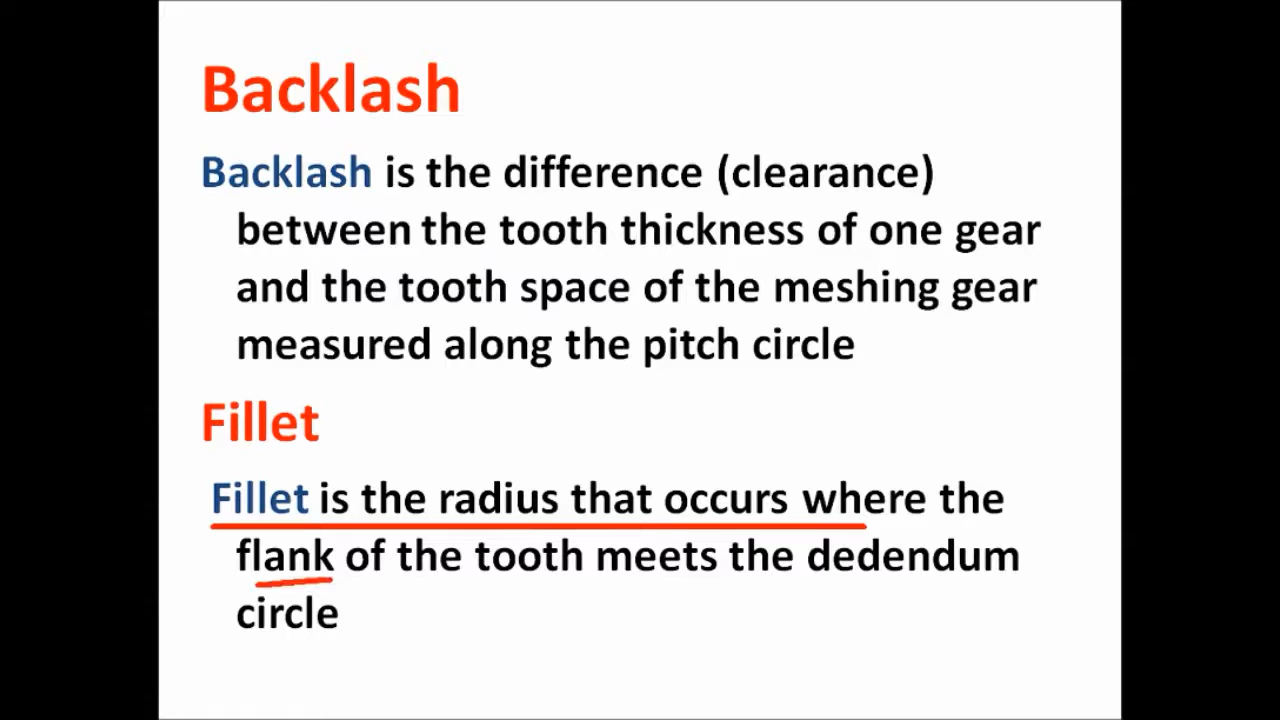 Backlash
Backlash is the difference (clearance)
between the tooth thickness of one gear
and the tooth space of the meshing gear
measured along the pitch circle
Fillet
Fillet is the radius that occurs where the
flank of the tooth meets the dedendum
circle